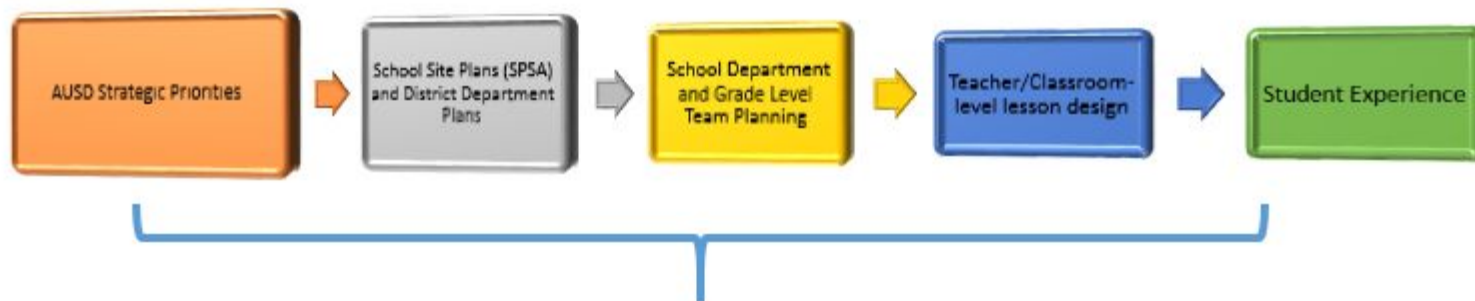 AUSD Strategic Priorities
School Site Plans (SPSA)
and District Department
Plans
School Department
and Grade Level
Team Planning
Teacher/Classroom-
level lesson design
Student Experience